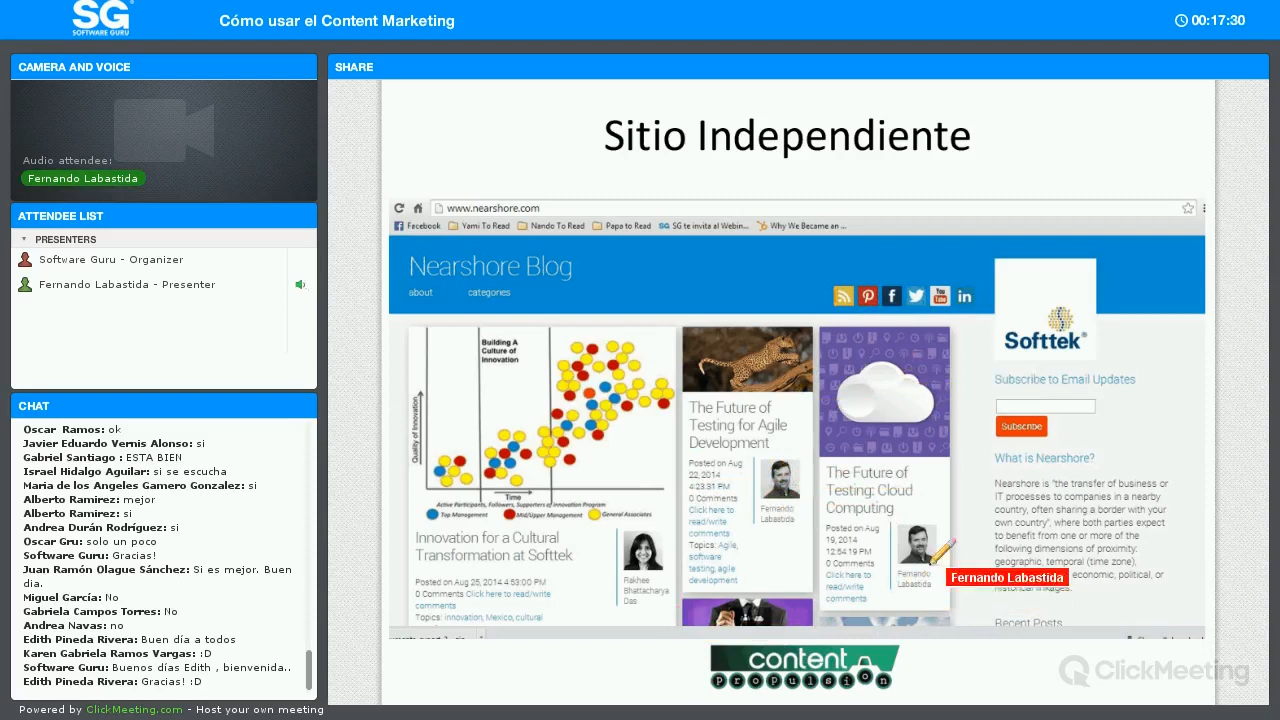 SG
SOFTWARE GURU
Cómo usar el Content Marketing
00:17:30
CAMERA AND VOICE
Audio attendee:
Fernando Labastida
ATTENDEE LIST
PRESENTERS
Software Guru - Organizer
Fernando Labastida - Presenter
CHAT
Oscar Ramos: ok
Javier Eduardo Vernis Alonso: si
Gabriel Santiago : ESTA BIEN
Israel Hidalgo Aguilar: si se escucha
Maria de los Angeles Gamero Gonzalez: si
Alberto Ramirez: mejor
Alberto Ramirez: si
Andrea Durán Rodríguez: si
Oscar Gru: solo un poco
Software Guru: Gracias!
Juan Ramón Olague Sánchez: Si es mejor. Buen
dia.
Miguel García: No
Gabriela Campos Teres: No
Andrea Navas: no
Edith Pineda Rivera: Buen día a todos
Karen Gabriela Ramos Vargas: :D
Software Guru: Buenos días Edith , bienvenida..
Edith Pineda Rivera: Gracias! :D
Powered by ClickMeeting.com - Host your own meeting
SHARE
Sitio Independiente
www.nearshore.com
Facebook
Yami To Read
Nando To Read
Papa to Read
SG te invita al Webin...
Why We Became an ...
Nearshore Blog
about
categories
You
Tube
in
Softtek
Subscribe to Email Updates
Subscribe
What is Nearshore?
Nearshore is "the transfer of business
or IT processes to companies in a nearby
country, often sharing a border with your
own country", where both parties expect
to benefit from one or more of the
following dimensions of proximity:
geographic, temporal (time zone),
economic, political, or
historical linkages.
Recent Posts
Building A
Culture of
Innovation
Quality of Innovation
Time
Active Participants, Followers, Supporters of Innovation Program
Top Management
Mid/Upper Management
General Associates
Innovation for a Cultural
Transformation at Softtek
Posted on Aug 25, 2014 4:53:00 PM
0 Comments Click here to read/write
comments
Topics: innovation, Mexico, cultural
Rakhee
Bhattacharya
Das
The Future of
Testing for Agile
Development
Posted on Aug
22, 2014
4:23:31 PM
0 Comments
Click here to
read/write
comments
Topics: Agile,
software
testing, agile
development
Fernando
Labastida
The Future of
Testing: Cloud
Computing
Posted on Aug
19, 2014
12:54:19 PM
0 Comments
Click here to
read/write
comments
Fernando
Labastida
Fernando Labastida
content
propulsion
ClickMeeting